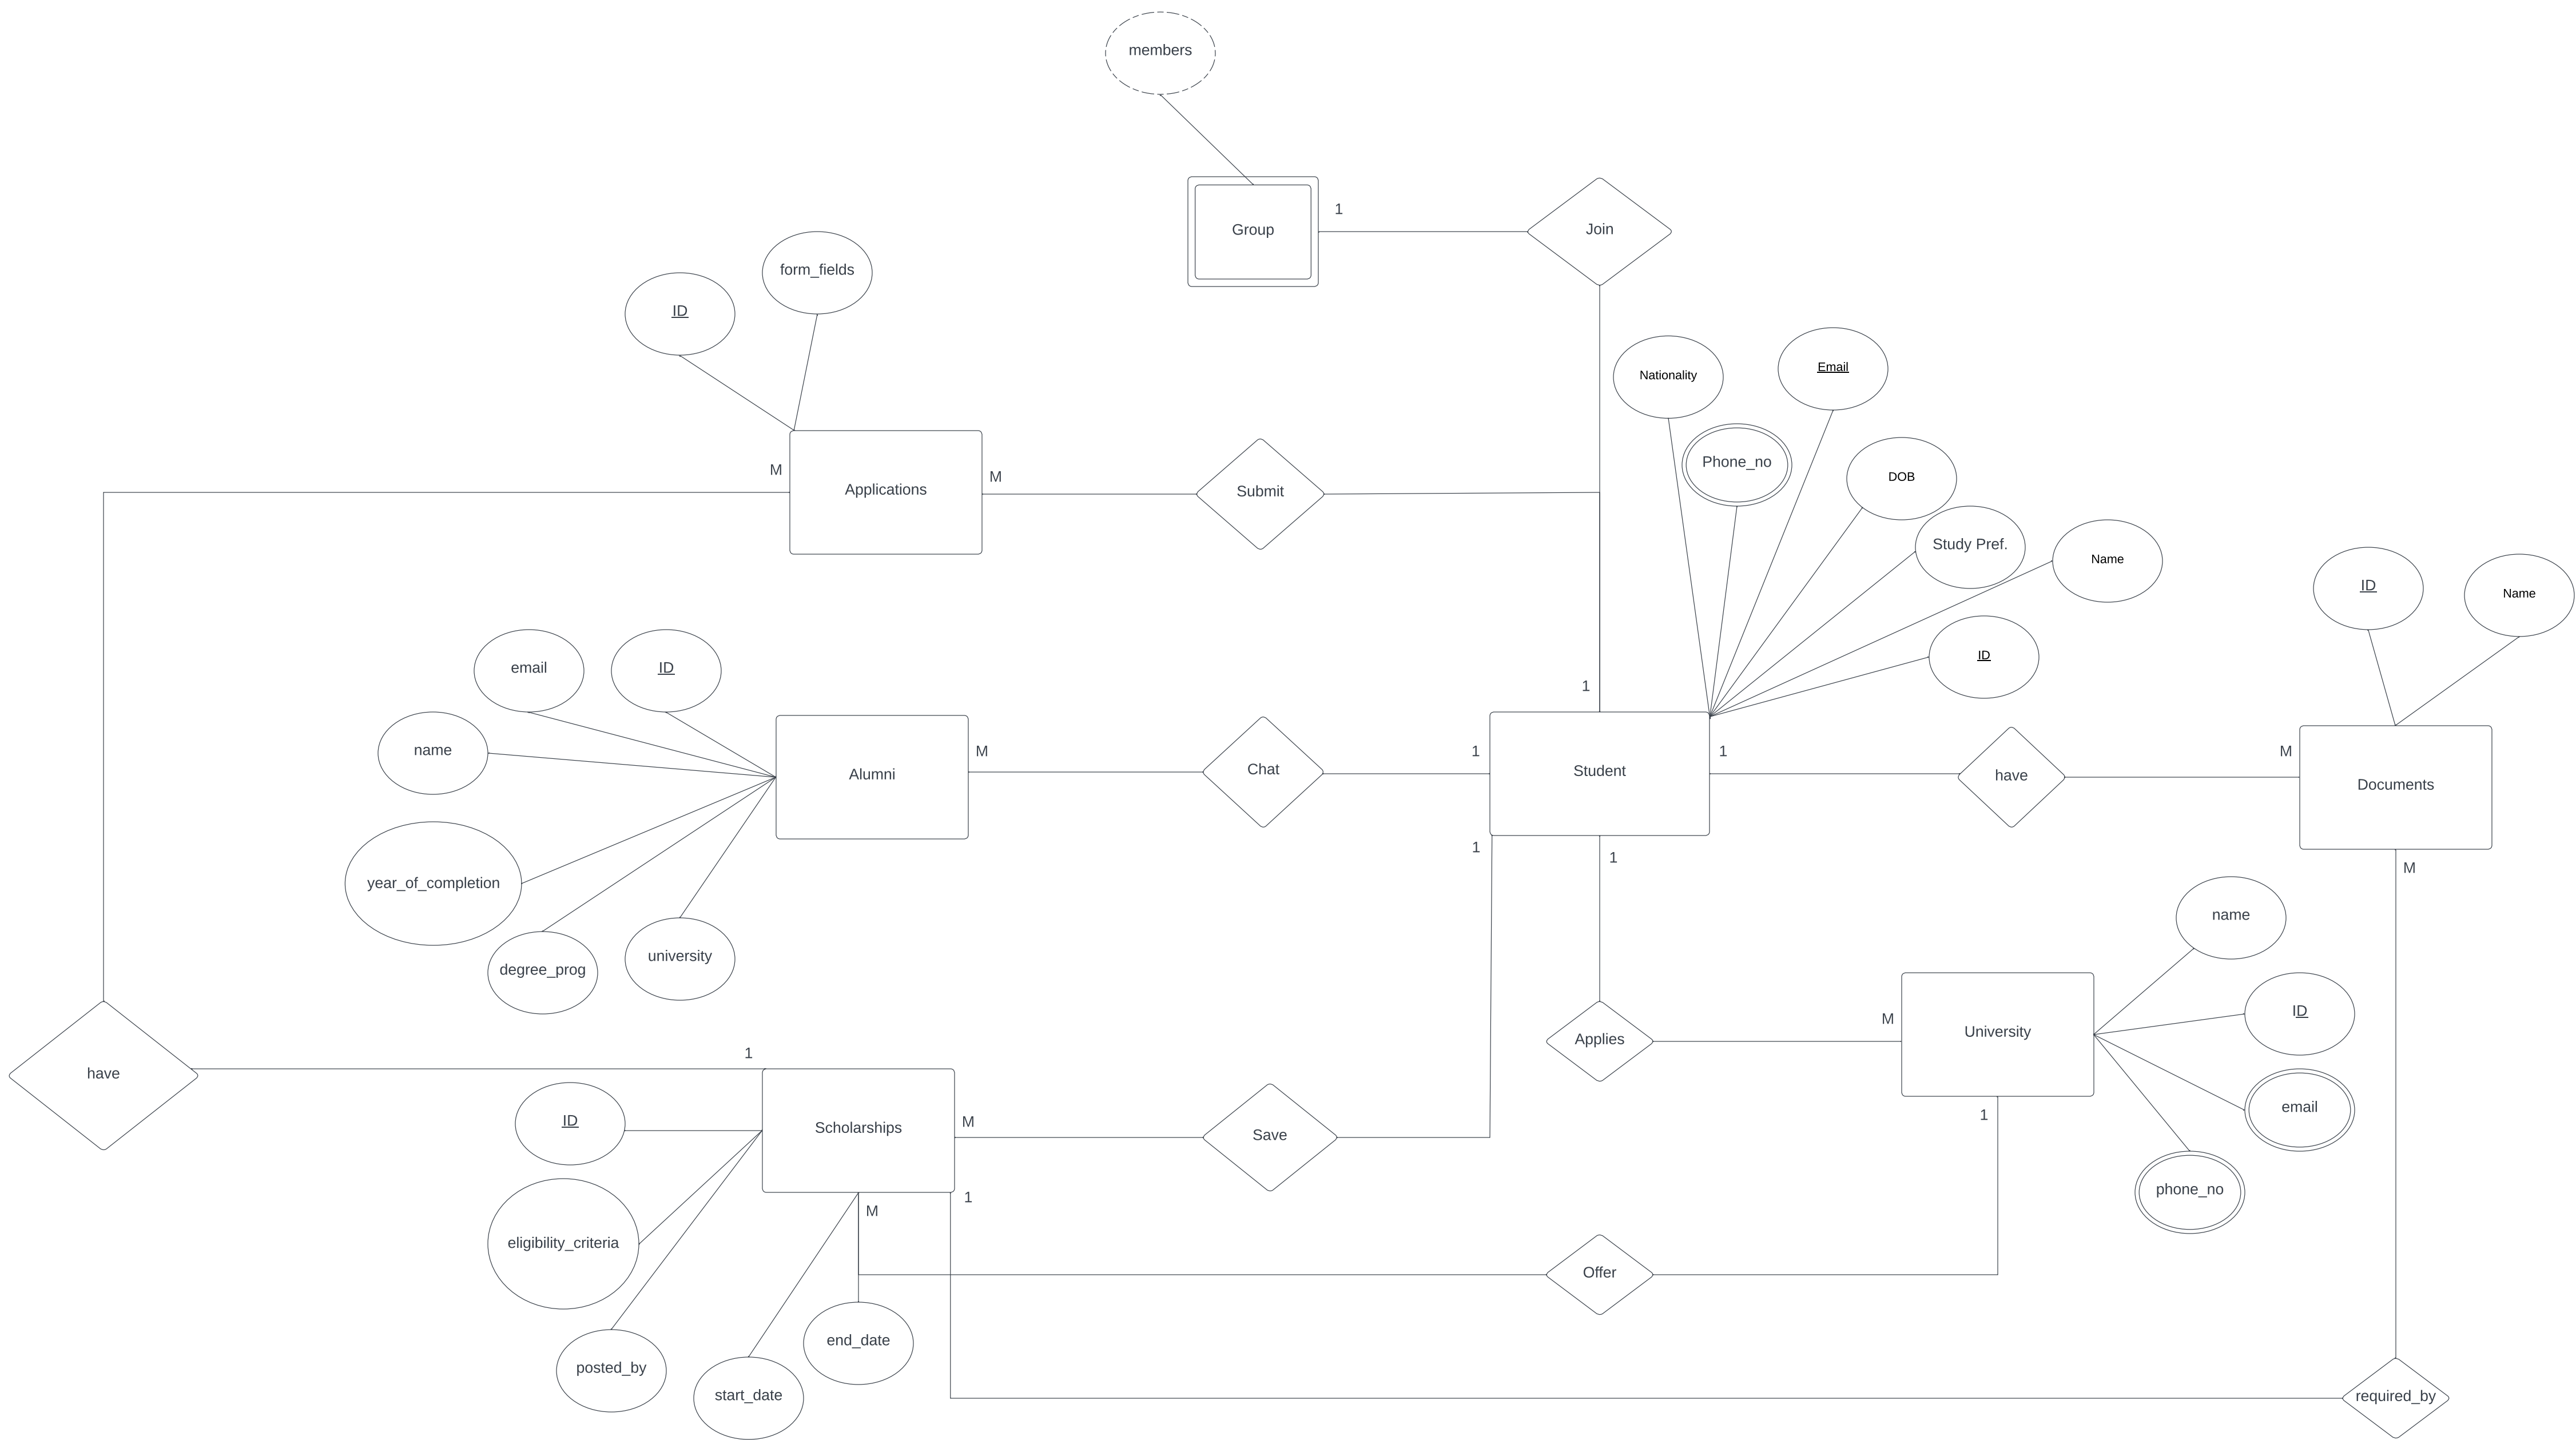 members
Group
1
Join
ID
form_fields
Nationality
Email
Phone_no
DOB
Study Pref.
Name
M
Applications
M
Submit
ID
Name
email
ID
name
1
ID
M
Alumni
M
Chat
1
Student
1
have
M
Documents
1
1
M
year_of_completion
degree_prog
university
name
ID
email
phone_no
Applies
M
University
1
have
1
ID
Scholarships
M
Save
eligibility_criteria
M
1
Offer
posted_by
start_date
end_date
required_by